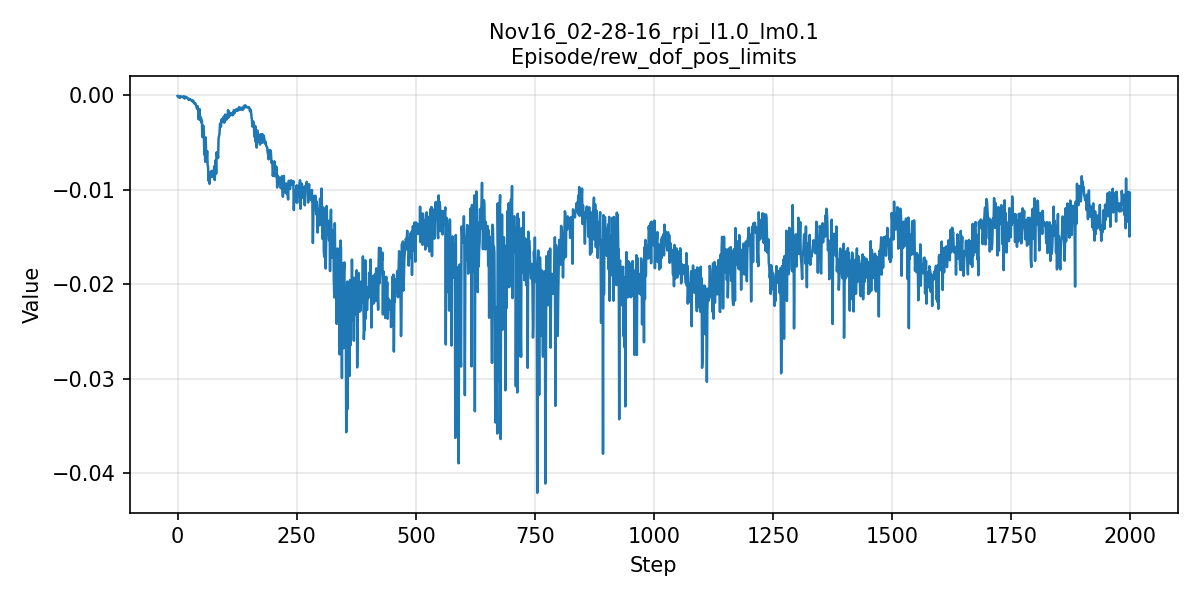 Nov16_02-28-16_rpi_l1.0_lm0.1
Episode/rew_dof_pos_limits
Value
0.00
−0.01
−0.02
−0.03
−0.04
0 250 500 750 1000 1250 1500 1750 2000
Step